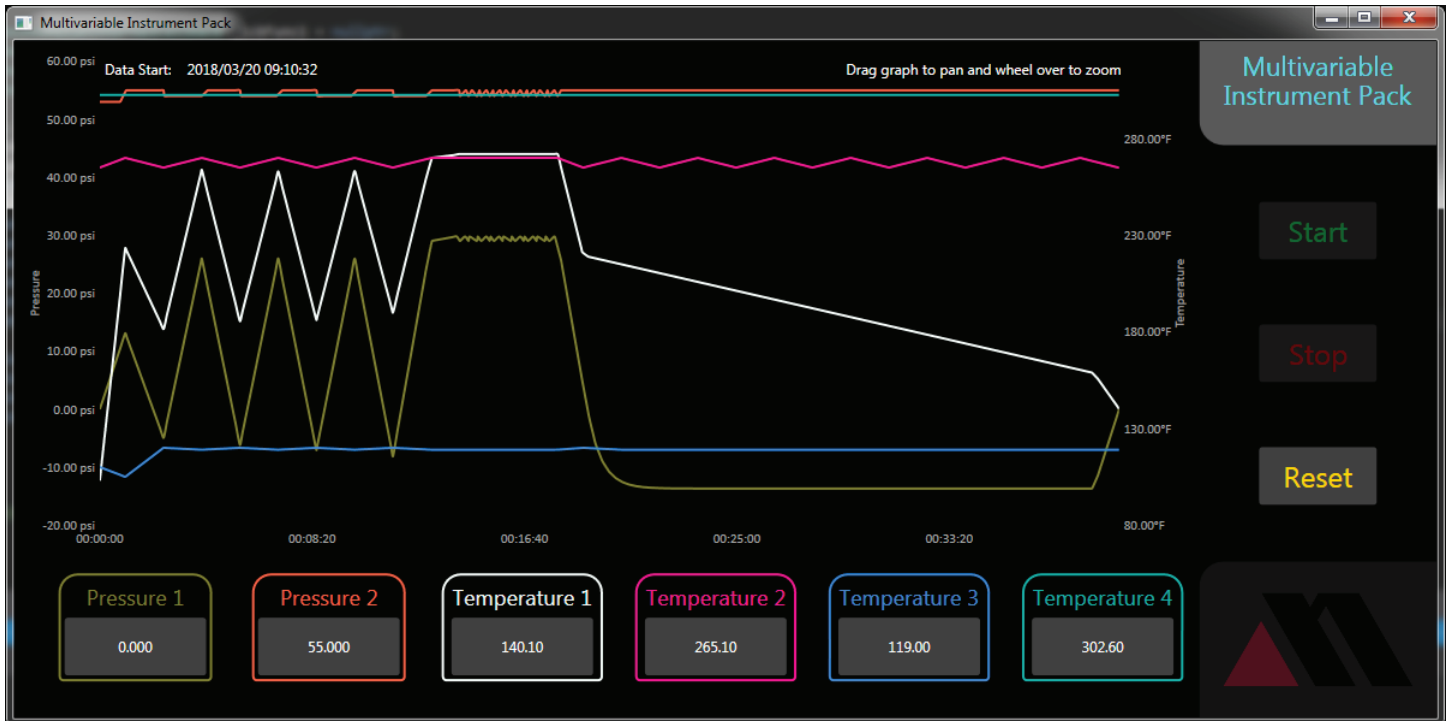 Multivariable Instrument Pack
60.00 psi
Data Start: 2018/03/20 09:10:32
Drag graph to pan and wheel over to zoom
Multivariable
Instrument Pack
50.00 psi
280.00°F
40.00 psi
30.00 psi
230.00°F
Start
Pressure
20.00 psi
Temperature
10.00 psi
180.00°F
Stop
0.00 psi
130.00°F
-10.00 psi
Reset
-20.00 psi
80.00°F
00:00:00 00:08:20 00:16:40 00:25:00 00:33:20
Pressure 1 Pressure 2 Temperature 1 Temperature 2 Temperature 3 Temperature 4
0.000 55.000 140.10 265.10 119.00 302.60